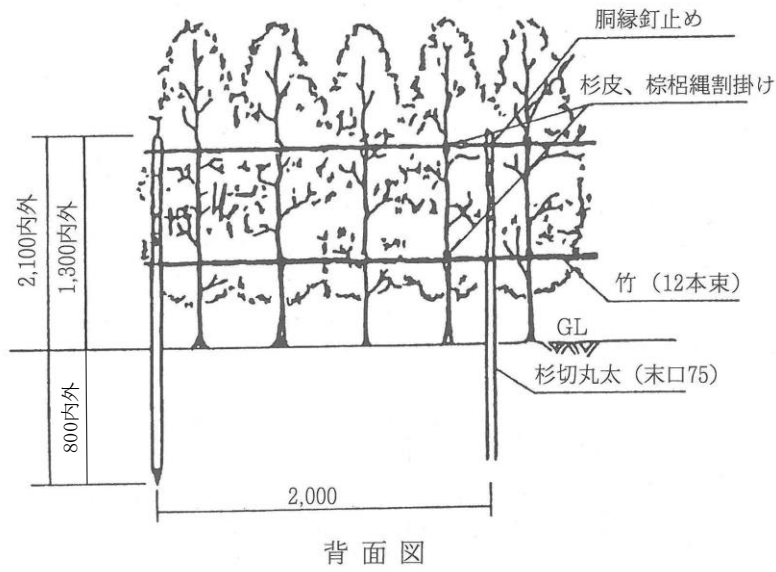 胴縁釘止め
杉皮、棕梠縄割掛け
2,100内外
1,300内外
竹（12本束）
GL
杉切丸太（末口75）
800内外
2,000
背面図